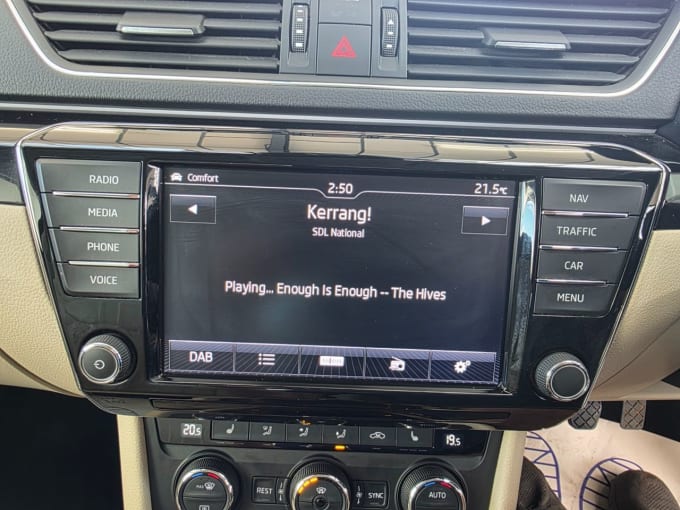 RADIO
MEDIA
PHONE
VOICE
Comfort
2:50
21.5°C
Kerrang!
SDL National
Playing... Enough Is Enough -- The Hives
DAB
NAV
TRAFFIC
CAR
MENU
20.5
19.5
REST
SYNC
AUTO